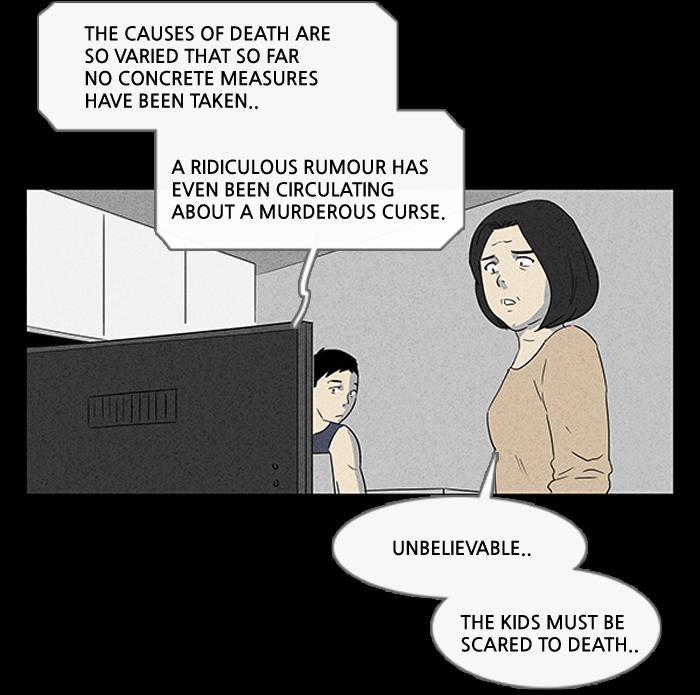 THE CAUSES OF DEATH ARE
SO VARIED THAT SO FAR
NO CONCRETE MEASURES
HAVE BEEN TAKEN..
A RIDICULOUS RUMOUR HAS
EVEN BEEN CIRCULATING
ABOUT A MURDEROUS CURSE.
UNBELIEVABLE..
THE KIDS MUST BE
SCARED TO DEATH..